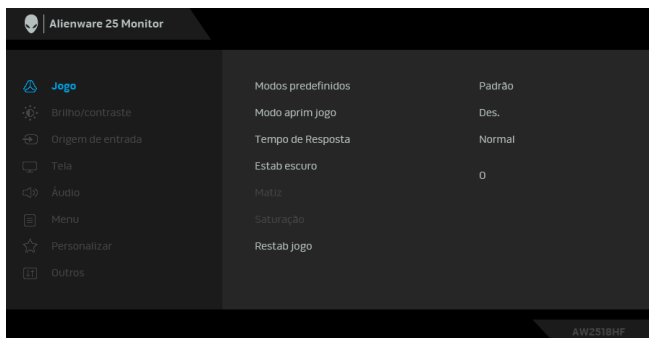 Alienware 25 Monitor
Jogo
Modos predefinidos Padrão
Brilho/contraste
Modo aprim jogo Des.
Origem de entrada
Tempo de Resposta Normal
Tela
Estab escuro 0
Áudio
Matiz
Menu
Saturação
Personalizar
Restab jogo
Outros
AW2518HF